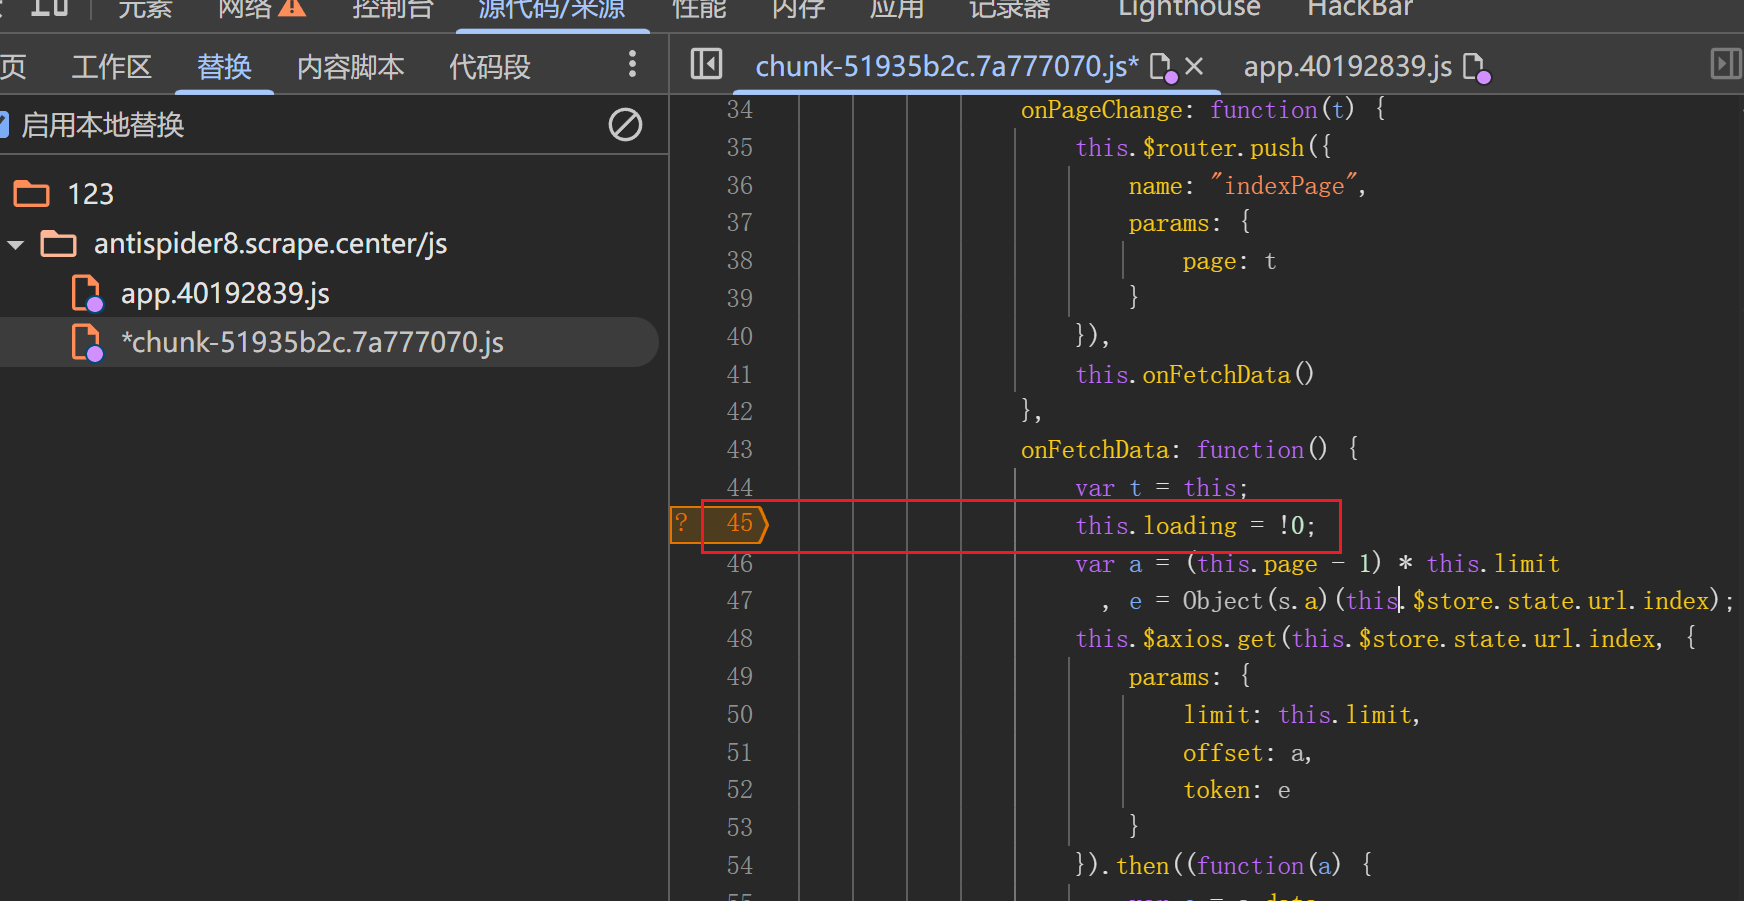 元素 网络 控制台 源代码/来源 性能 内存 应用 记录器 Lighthouse HackBar
页 工作区 替换 内容脚本 代码段
chunk-51935b2c.7a777070.js* app.40192839.js
启用本地替换
123
antispider8.scrape.center/js
app.40192839.js
*chunk-51935b2c.7a777070.js
34 onPageChange: function(t) {
35 this.$router.push({
36 name: "indexPage",
37 params: {
38 page: t
39 }
40 }),
41 this.onFetchData()
42 },
43 onFetchData: function() {
44 var t = this;
? 45 this.loading = !0;
46 var a = (this.page - 1) * this.limit
47 , e = Object(s.a)(this.$store.state.url.index);
48 this.$axios.get(this.$store.state.url.index, {
49 params: {
50 limit: this.limit,
51 offset: a,
52 token: e
53 }
54 }).then((function(a) {